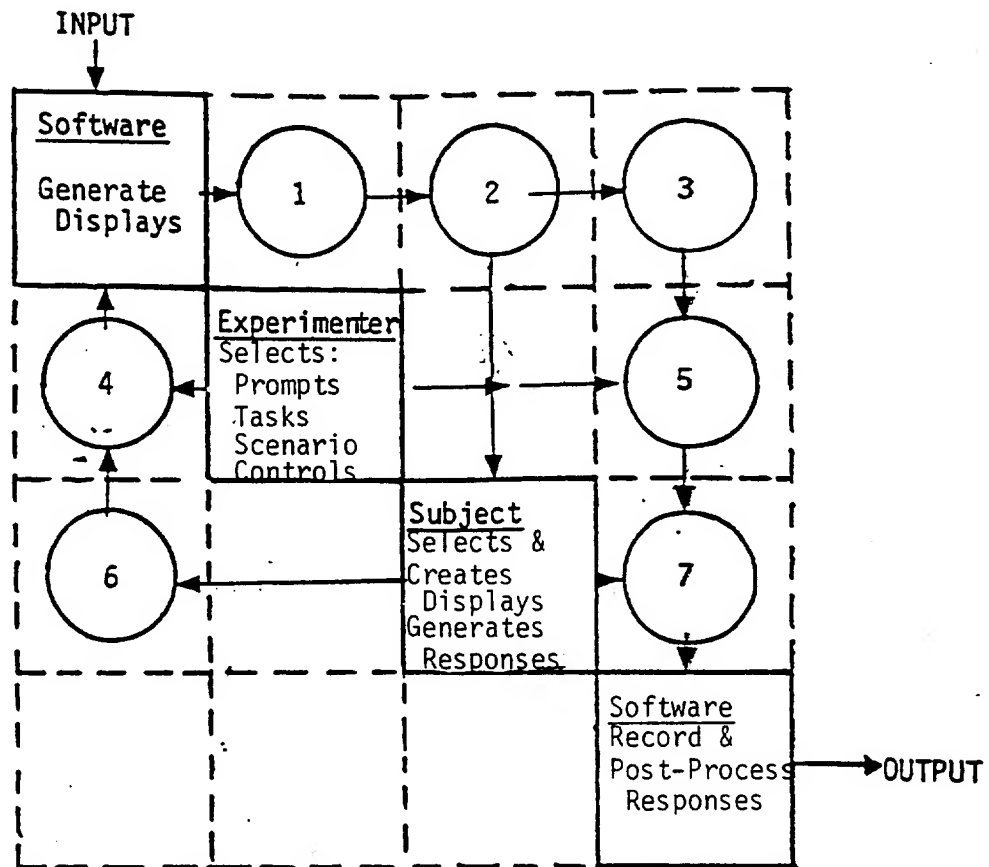 INPUT
Software
Generate
Displays
1
2
3
Experimenter
Selects:
Prompts
Tasks
Scenario
Controls
4
5
Subject
Selects &
Creates
Displays
Generates
Responses
6
7
Software
Record &
Post-Process
Responses
OUTPUT